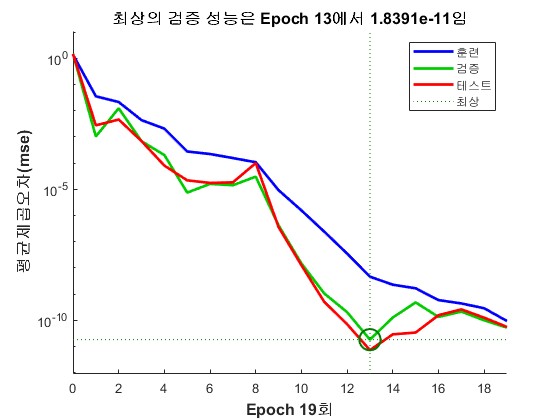 최상의 검증 성능은 Epoch 13에서 1.8391e-11임
훈련
검증
테스트
최상
평균제곱오차(mse)
10^0
10^-5
10^-10
0 2 4 6 8 10 12 14 16 18
Epoch 19회